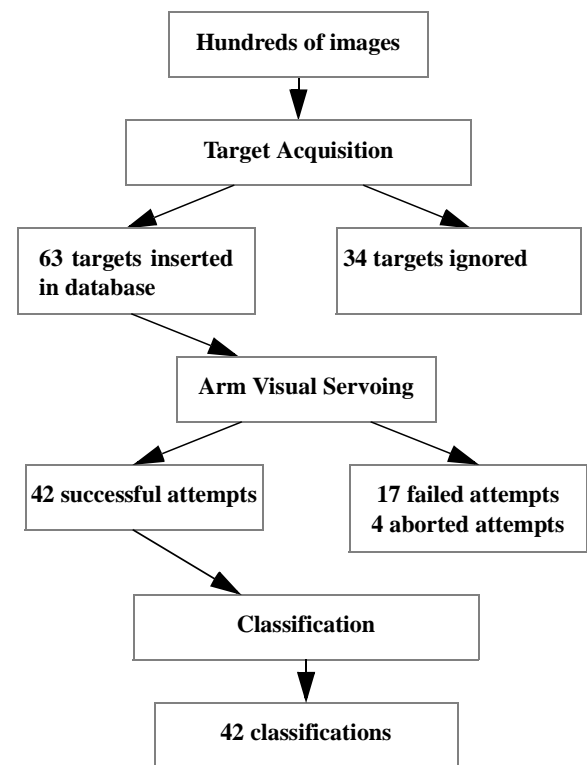 Hundreds of images
Target Acquisition
63 targets inserted
in database
34 targets ignored
Arm Visual Servoing
42 successful attempts
17 failed attempts
4 aborted attempts
Classification
42 classifications